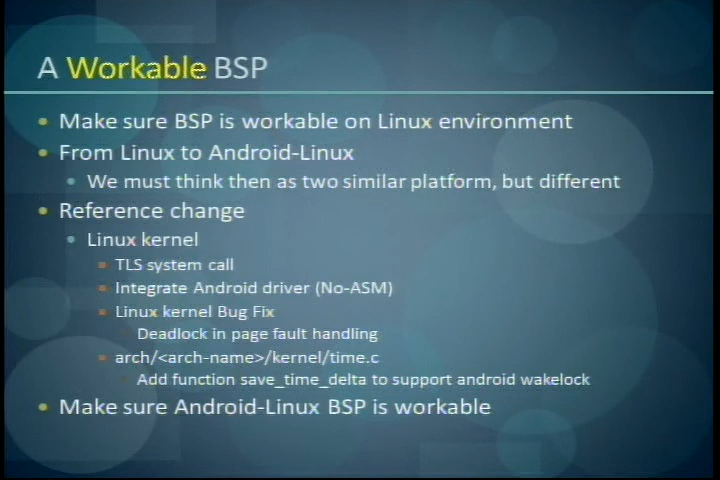 A Workable BSP
Make sure BSP is workable on Linux environment
From Linux to Android-Linux
We must think then as two similar platform, but different
Reference change
Linux kernel
TLS system call
Integrate Android driver (No-ASM)
Linux kernel Bug Fix
Deadlock in page fault handling
arch/<arch-name>/kernel/time.c
Add function save_time_delta to support android wakelock
Make sure Android-Linux BSP is workable